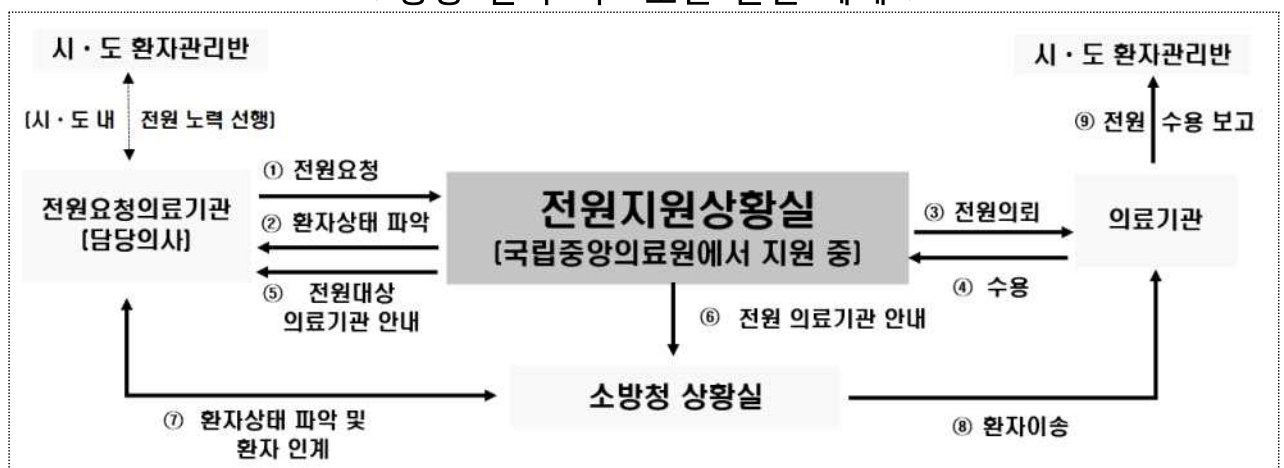 시・도 환자관리반
시・도 환자관리반
(시・도 내 전원 노력 선행)
⑨ 전원 수용 보고
① 전원요청
전원요청의료기관
(담당의사)
② 환자상태 파악
전원지원상황실
(국립중앙의료원에서 지원 중)
③ 전원의뢰
의료기관
④ 수용
⑤ 전원대상
의료기관 안내
⑥ 전원 의료기관 안내
소방청 상황실
⑦ 환자상태 파악 및
환자 인계
⑧ 환자이송